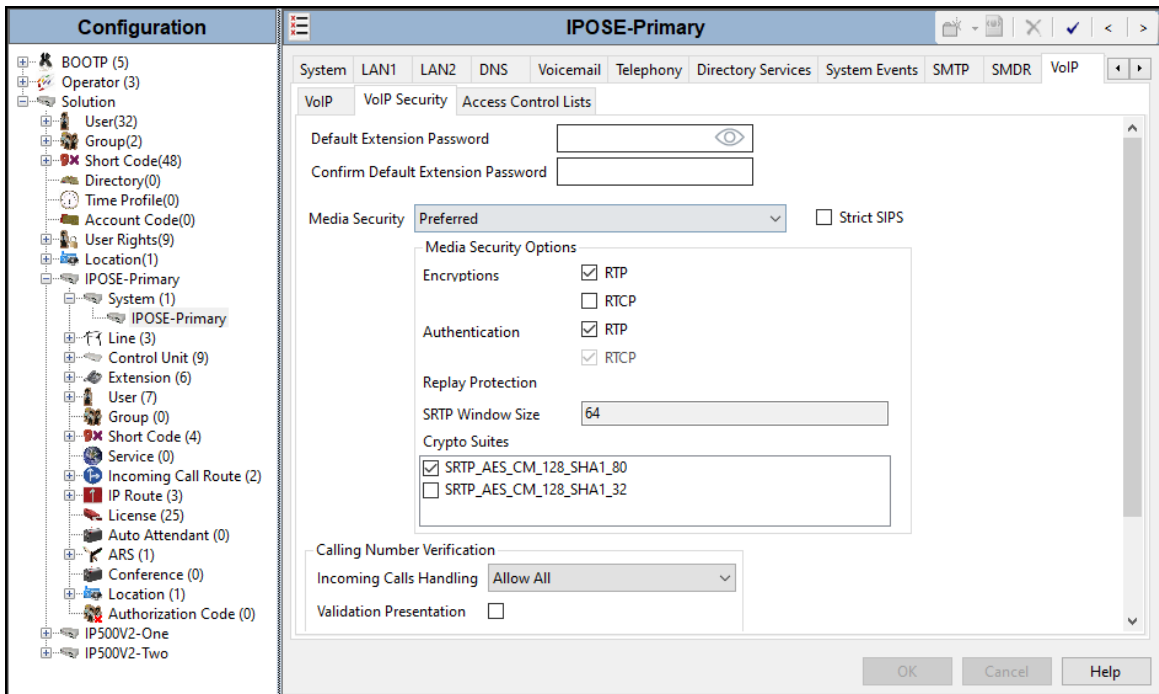 Configuration
BOOTP (5)
Operator (3)
Solution
User(32)
Group(2)
Short Code(48)
Directory(0)
Time Profile(0)
Account Code(0)
User Rights(9)
Location(1)
IPOSE-Primary
System (1)
IPOSE-Primary
Line (3)
Control Unit (9)
Extension (6)
User (7)
Group (0)
Short Code (4)
Service (0)
Incoming Call Route (2)
IP Route (3)
License (25)
Auto Attendant (0)
ARS (1)
Conference (0)
Location (1)
Authorization Code (0)
IP500V2-One
IP500V2-Two
IPOSE-Primary
System LAN1 LAN2 DNS Voicemail Telephony Directory Services System Events SMTP SMDR VoIP
VoIP VoIP Security Access Control Lists
Default Extension Password
Confirm Default Extension Password
Media Security Preferred Strict SIPS
Media Security Options
Encryptions RTP
RTCP
Authentication RTP
RTCP
Replay Protection
SRTP Window Size 64
Crypto Suites
SRTP_AES_CM_128_SHA1_80
SRTP_AES_CM_128_SHA1_32
Calling Number Verification
Incoming Calls Handling Allow All
Validation Presentation
OK Cancel Help